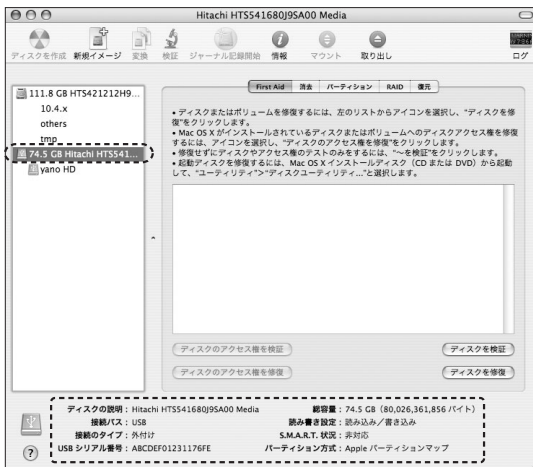 Hitachi HTS541680J9SA00 Media
ディスクを作成 新規イメージ 変換 検証 ジャーナル記録開始 情報 マウント 取り出し ログ
111.8 GB HTS421212H9...
10.4.x
others
tmp
74.5 GB Hitachi HTS541...
yano HD
First Aid 消去 パーティション RAID 復元
• ディスクまたはボリュームを修復するには、左のリストからアイコンを選択し、“ディスクを修
復”をクリックします。
• Mac OS X がインストールされているディスクまたはボリュームへのディスクアクセス権を修復
するには、アイコンを選択し、“ディスクのアクセス権を修復”をクリックします。
• 修復せずにディスクやアクセス権のテストのみをするには、“～を検証”をクリックします。
• 起動ディスクを修復するには、Mac OS X インストールディスク（CD または DVD）から起動
して、“ユーティリティ”>“ディスクユーティリティ...”と選択します。
ディスクのアクセス権を検証 ディスクを検証
ディスクのアクセス権を修復 ディスクを修復
ディスクの説明：Hitachi HTS541680J9SA00 Media 総容量：74.5 GB（80,026,361,856 バイト）
接続バス：USB 読み書き設定：読み込み／書き込み
接続のタイプ：外付け S.M.A.R.T. 状況：非対応
USB シリアル番号：ABCDEF01231176FE パーティション方式：Apple パーティションマップ
?